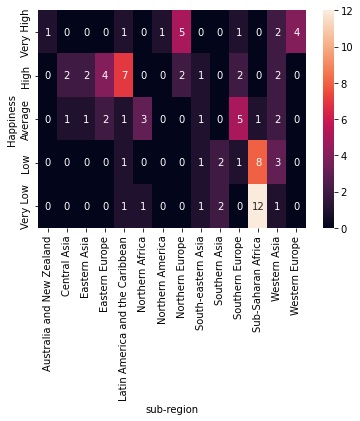 Happiness
Very High 1 0 0 0 1 0 1 5 0 0 1 0 2 4
High 0 2 2 4 7 0 0 2 1 0 2 0 2 0
Average 0 1 1 2 1 3 0 0 1 0 5 1 2 0
Low 0 0 0 0 1 0 0 0 1 2 1 8 3 0
Very Low 0 0 0 0 1 1 0 0 1 2 0 12 1 0
Australia and New Zealand
Central Asia
Eastern Asia
Eastern Europe
Latin America and the Caribbean
Northern Africa
Northern America
Northern Europe
South-eastern Asia
Southern Asia
Southern Europe
Sub-Saharan Africa
Western Asia
Western Europe
sub-region
12
10
8
6
4
2
0